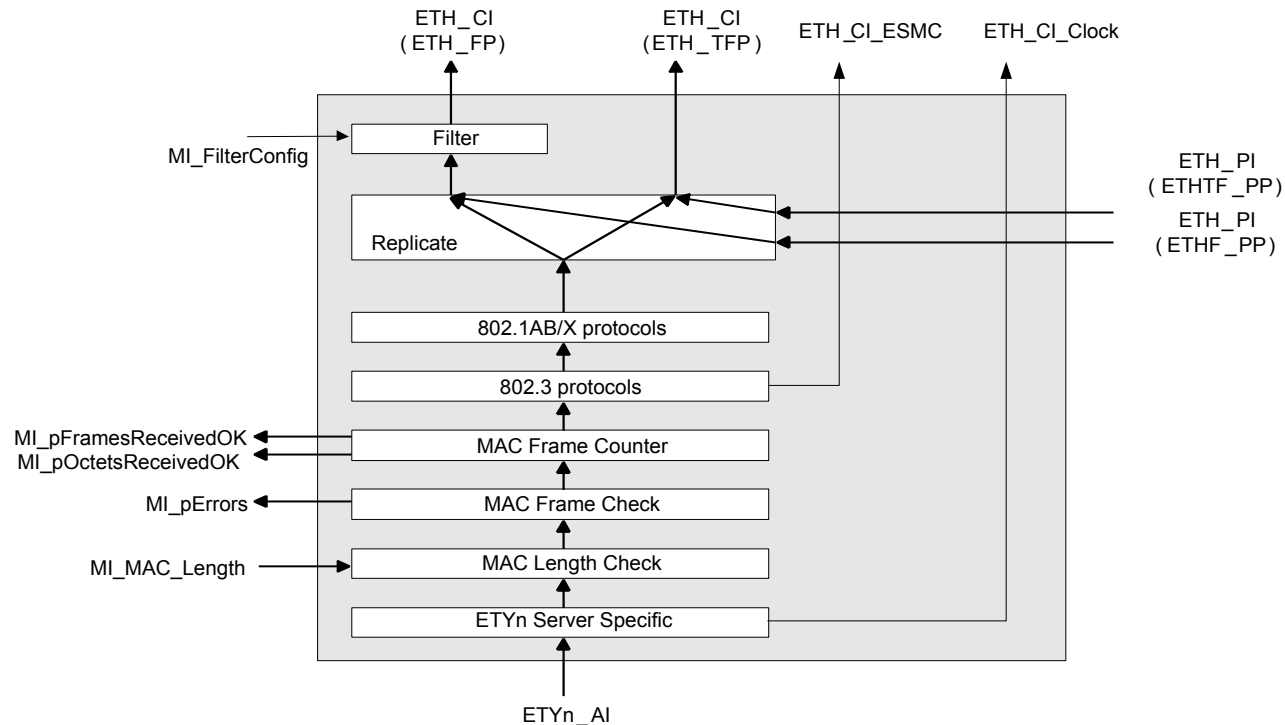 ETH_CI
(ETH_FP)
ETH_CI
(ETH_TFP)
ETH_CI_ESMC
ETH_CI_Clock
Filter
MI_FilterConfig
ETH_PI
(ETHTF_PP)
ETH_PI
(ETHF_PP)
Replicate
802.1AB/X protocols
802.3 protocols
MI_pFramesReceivedOK
MI_pOctetsReceivedOK
MAC Frame Counter
MI_pErrors
MAC Frame Check
MI_MAC_Length
MAC Length Check
ETYn Server Specific
ETYn_AI